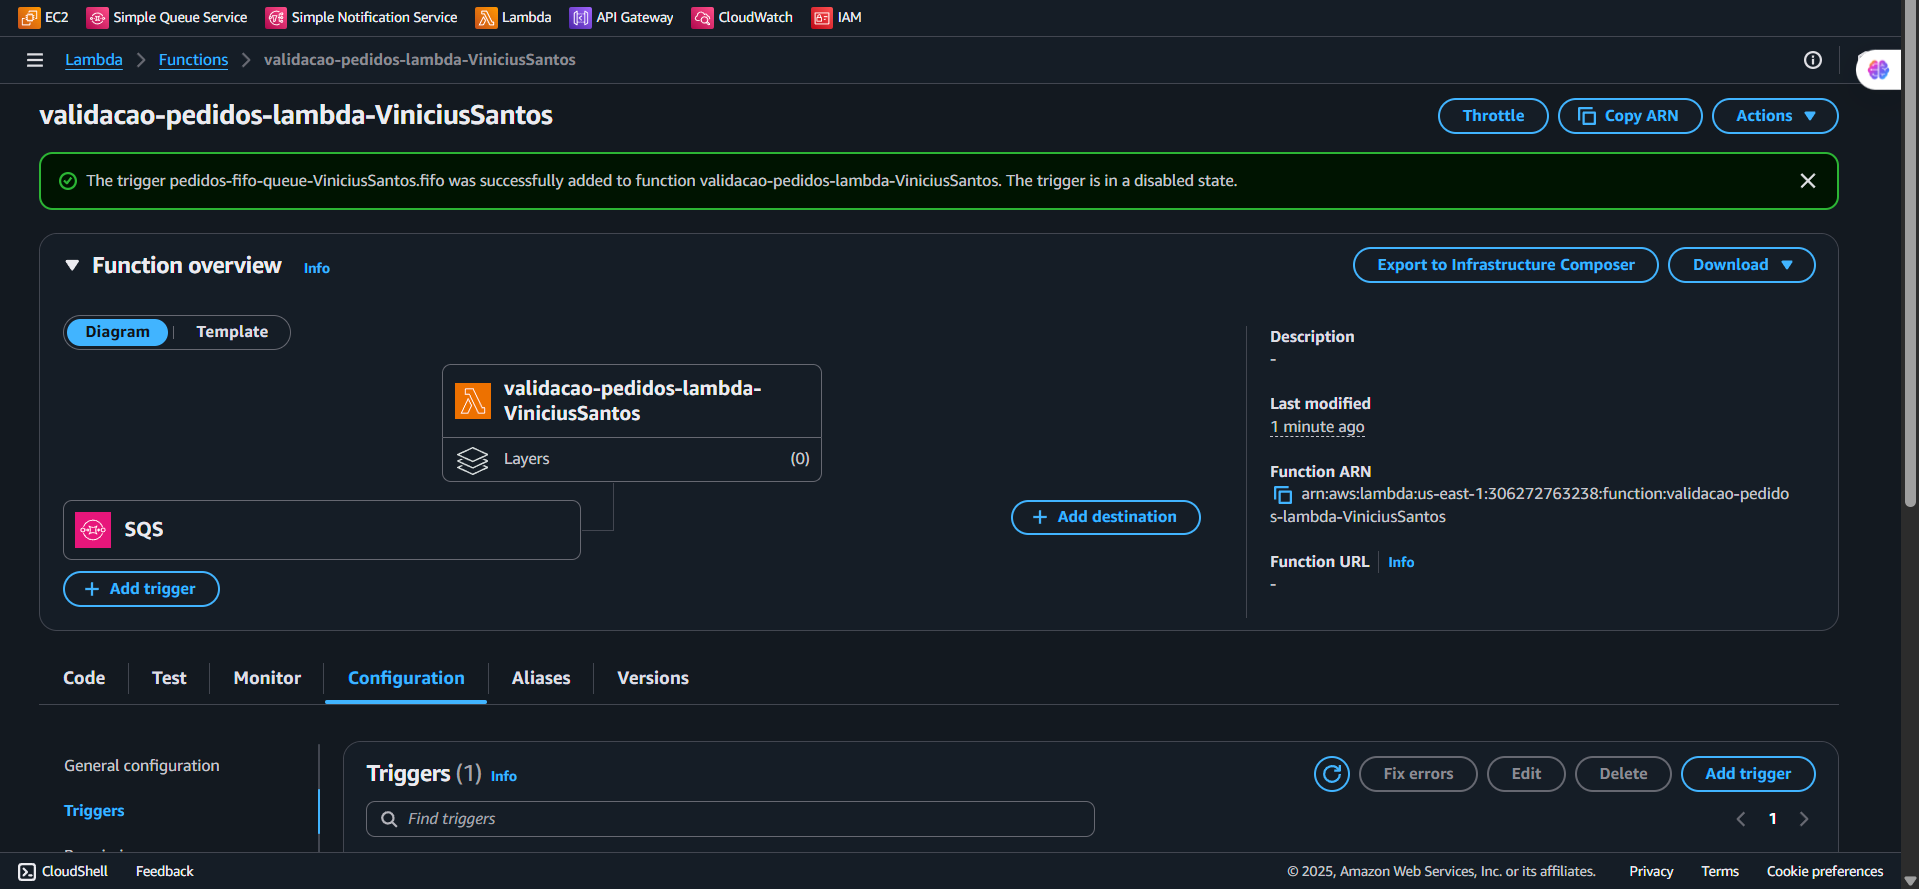 EC2 Simple Queue Service Simple Notification Service Lambda API Gateway CloudWatch IAM
Lambda Functions validacao-pedidos-lambda-ViniciusSantos
validacao-pedidos-lambda-ViniciusSantos
Throttle Copy ARN Actions
The trigger pedidos-fifo-queue-ViniciusSantos.fifo was successfully added to function validacao-pedidos-lambda-ViniciusSantos. The trigger is in a disabled state.
Function overview Info
Export to Infrastructure Composer Download
Diagram Template
validacao-pedidos-lambda-
ViniciusSantos
Layers (0)
SQS
Add trigger
Add destination
Description
-
Last modified
1 minute ago
Function ARN
arn:aws:lambda:us-east-1:306272763238:function:validacao-pedido
s-lambda-ViniciusSantos
Function URL Info
-
Code Test Monitor Configuration Aliases Versions
General configuration
Triggers
Triggers (1) Info
Fix errors Edit Delete Add trigger
Find triggers
1
CloudShell Feedback
© 2025, Amazon Web Services, Inc. or its affiliates. Privacy Terms Cookie preferences